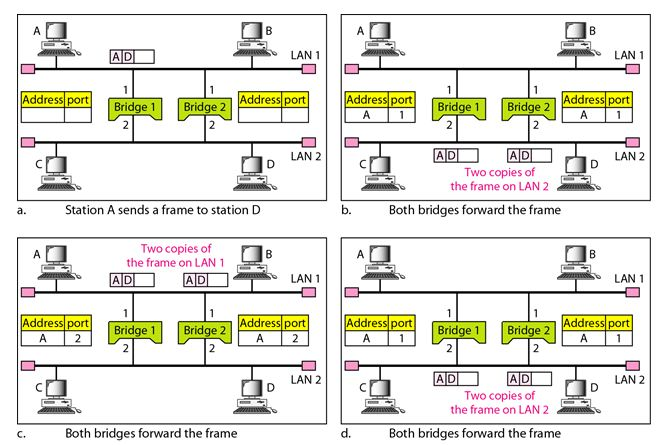 A
B
A D
LAN 1
1
1
Address port
Bridge 1
Bridge 2
Address port
2
2
C
D
LAN 2
a. Station A sends a frame to station D
A
B
LAN 1
1
1
Address port
A 1
Bridge 1
Bridge 2
Address port
A 1
2
2
A D
A D
LAN 2
C
D
Two copies of
the frame on LAN 2
b. Both bridges forward the frame
A
Two copies of
the frame on LAN 1
B
A D
A D
LAN 1
1
1
Address port
A 2
Bridge 1
Bridge 2
Address port
A 2
2
2
C
D
LAN 2
c. Both bridges forward the frame
A
B
LAN 1
1
1
Address port
A 1
Bridge 1
Bridge 2
Address port
A 1
2
2
A D
A D
LAN 2
C
D
Two copies of
the frame on LAN 2
d. Both bridges forward the frame